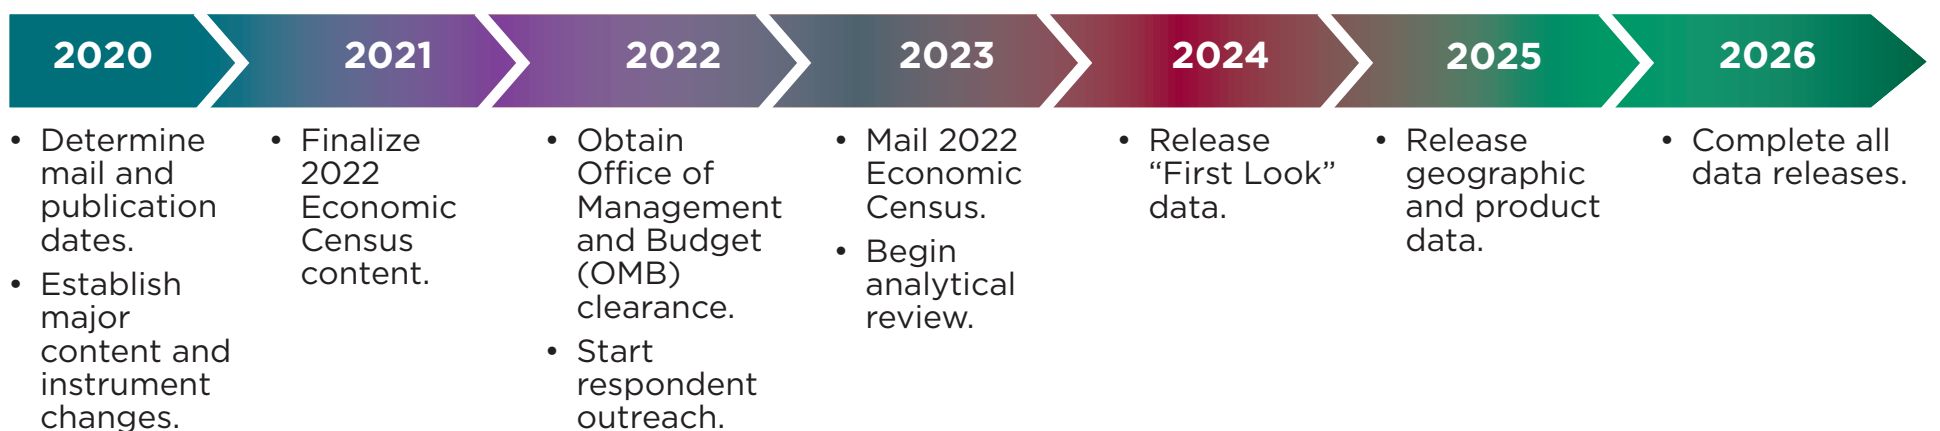 2020
2021
2022
2023
2024
2025
2026
• Determine
mail and
publication
dates.
• Establish
major
content and
instrument
changes.
• Finalize
2022
Economic
Census
content.
• Obtain
Office of
Management
and Budget
(OMB)
clearance.
• Start
respondent
outreach.
• Mail 2022
Economic
Census.
• Begin
analytical
review.
• Release
“First Look”
data.
• Release
geographic
and product
data.
• Complete all
data releases.